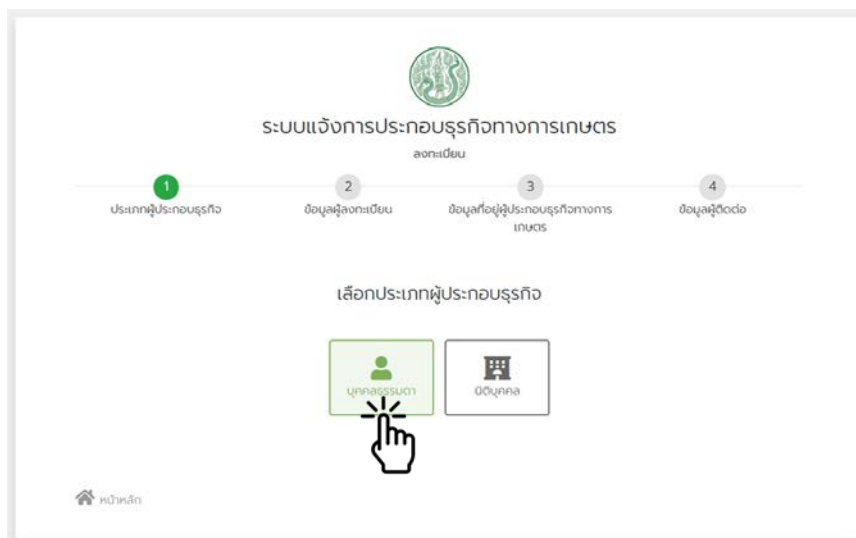 ระบบแจ้งการประกอบธุรกิจทางการเกษตร
ลงทะเบียน
1
2
3
4
ประเภทผู้ประกอบธุรกิจ
ข้อมูลผู้ลงทะเบียน
ข้อมูลที่อยู่ผู้ประกอบธุรกิจทางการ
เกษตร
ข้อมูลผู้ติดต่อ
เลือกประเภทผู้ประกอบธุรกิจ
บุคคลธรรมดา
นิติบุคคล
หน้าหลัก